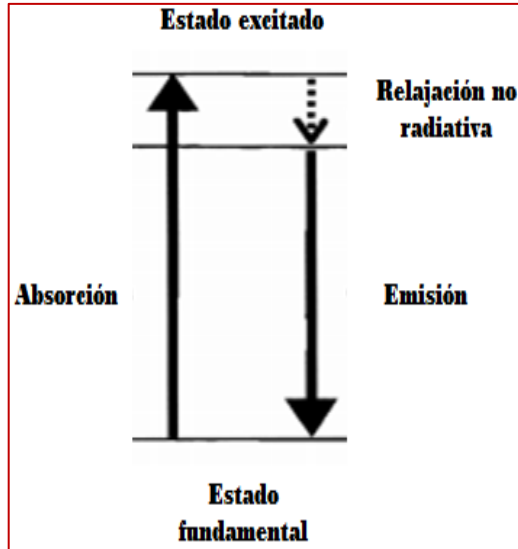 Estado excitado
Relajación no
radiativa
Absorción
Emisión
Estado
fundamental